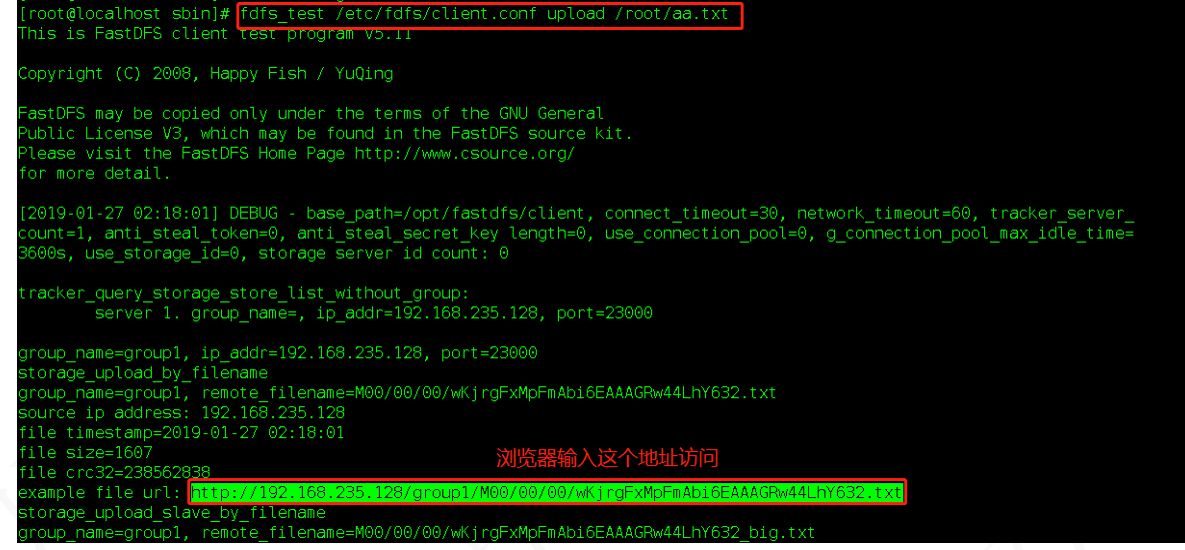 [root@localhost sbin]# fdfs_test /etc/fdfs/client.conf upload /root/aa.txt
This is FastDFS client test program v5.11
Copyright (C) 2008, Happy Fish / YuQing
FastDFS may be copied only under the terms of the GNU General
Public License V3, which may be found in the FastDFS source kit.
Please visit the FastDFS Home Page http://www.csource.org/
for more detail.
[2019-01-27 02:18:01] DEBUG - base_path=/opt/fastdfs/client, connect_timeout=30, network_timeout=60, tracker_server_
count=1, anti_steal_token=0, anti_steal_secret_key length=0, use_connection_pool=0, g_connection_pool_max_idle_time=
3600s, use_storage_id=0, storage server id count: 0
tracker_query_storage_store_list_without_group:
server 1. group_name=, ip_addr=192.168.235.128, port=23000
group_name=group1, ip_addr=192.168.235.128, port=23000
storage_upload_by_filename
group_name=group1, remote_filename=M00/00/00/wKjrgFxMpFmAbi6EAAAGRw44LhY632.txt
source ip address: 192.168.235.128
file timestamp=2019-01-27 02:18:01
file size=1607
浏览器输入这个地址访问
file crc32=238562838
example file url: http://192.168.235.128/group1/M00/00/00/wKjrgFxMpFmAbi6EAAAGRw44LhY632.txt
storage_upload_slave_by_filename
group_name=group1, remote_filename=M00/00/00/wKjrgFxMpFmAbi6EAAAGRw44LhY632_big.txt